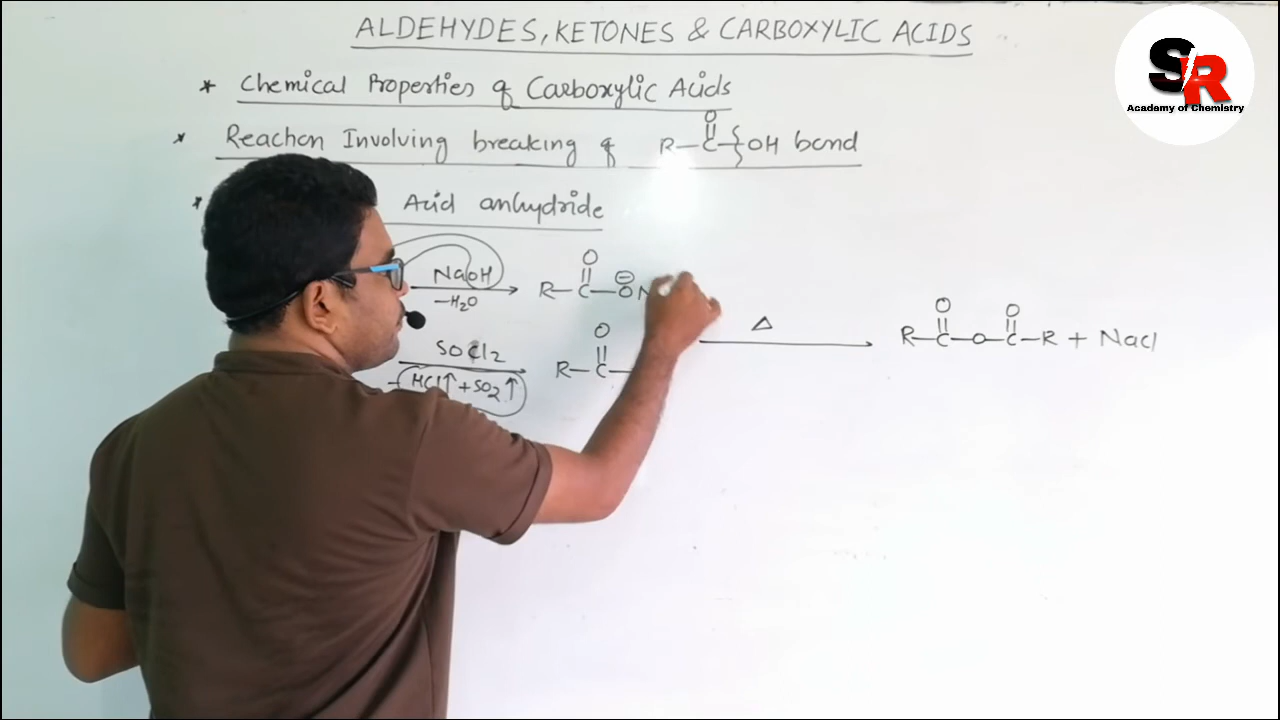 ALDEHYDES, KETONES & CARBOXYLIC ACIDS
SR
Academy of Chemistry
* Chemical Properties of Carboxylic Acids
* Reaction Involving breaking of R-C-OH bond
O
* Acid anhydride
NaOH
-H2O
O
R-C-O⊖ N
SOCl2
-HCl↑+SO2↑
O
R-C-
△
O O
R-C-O-C-R + NaCl